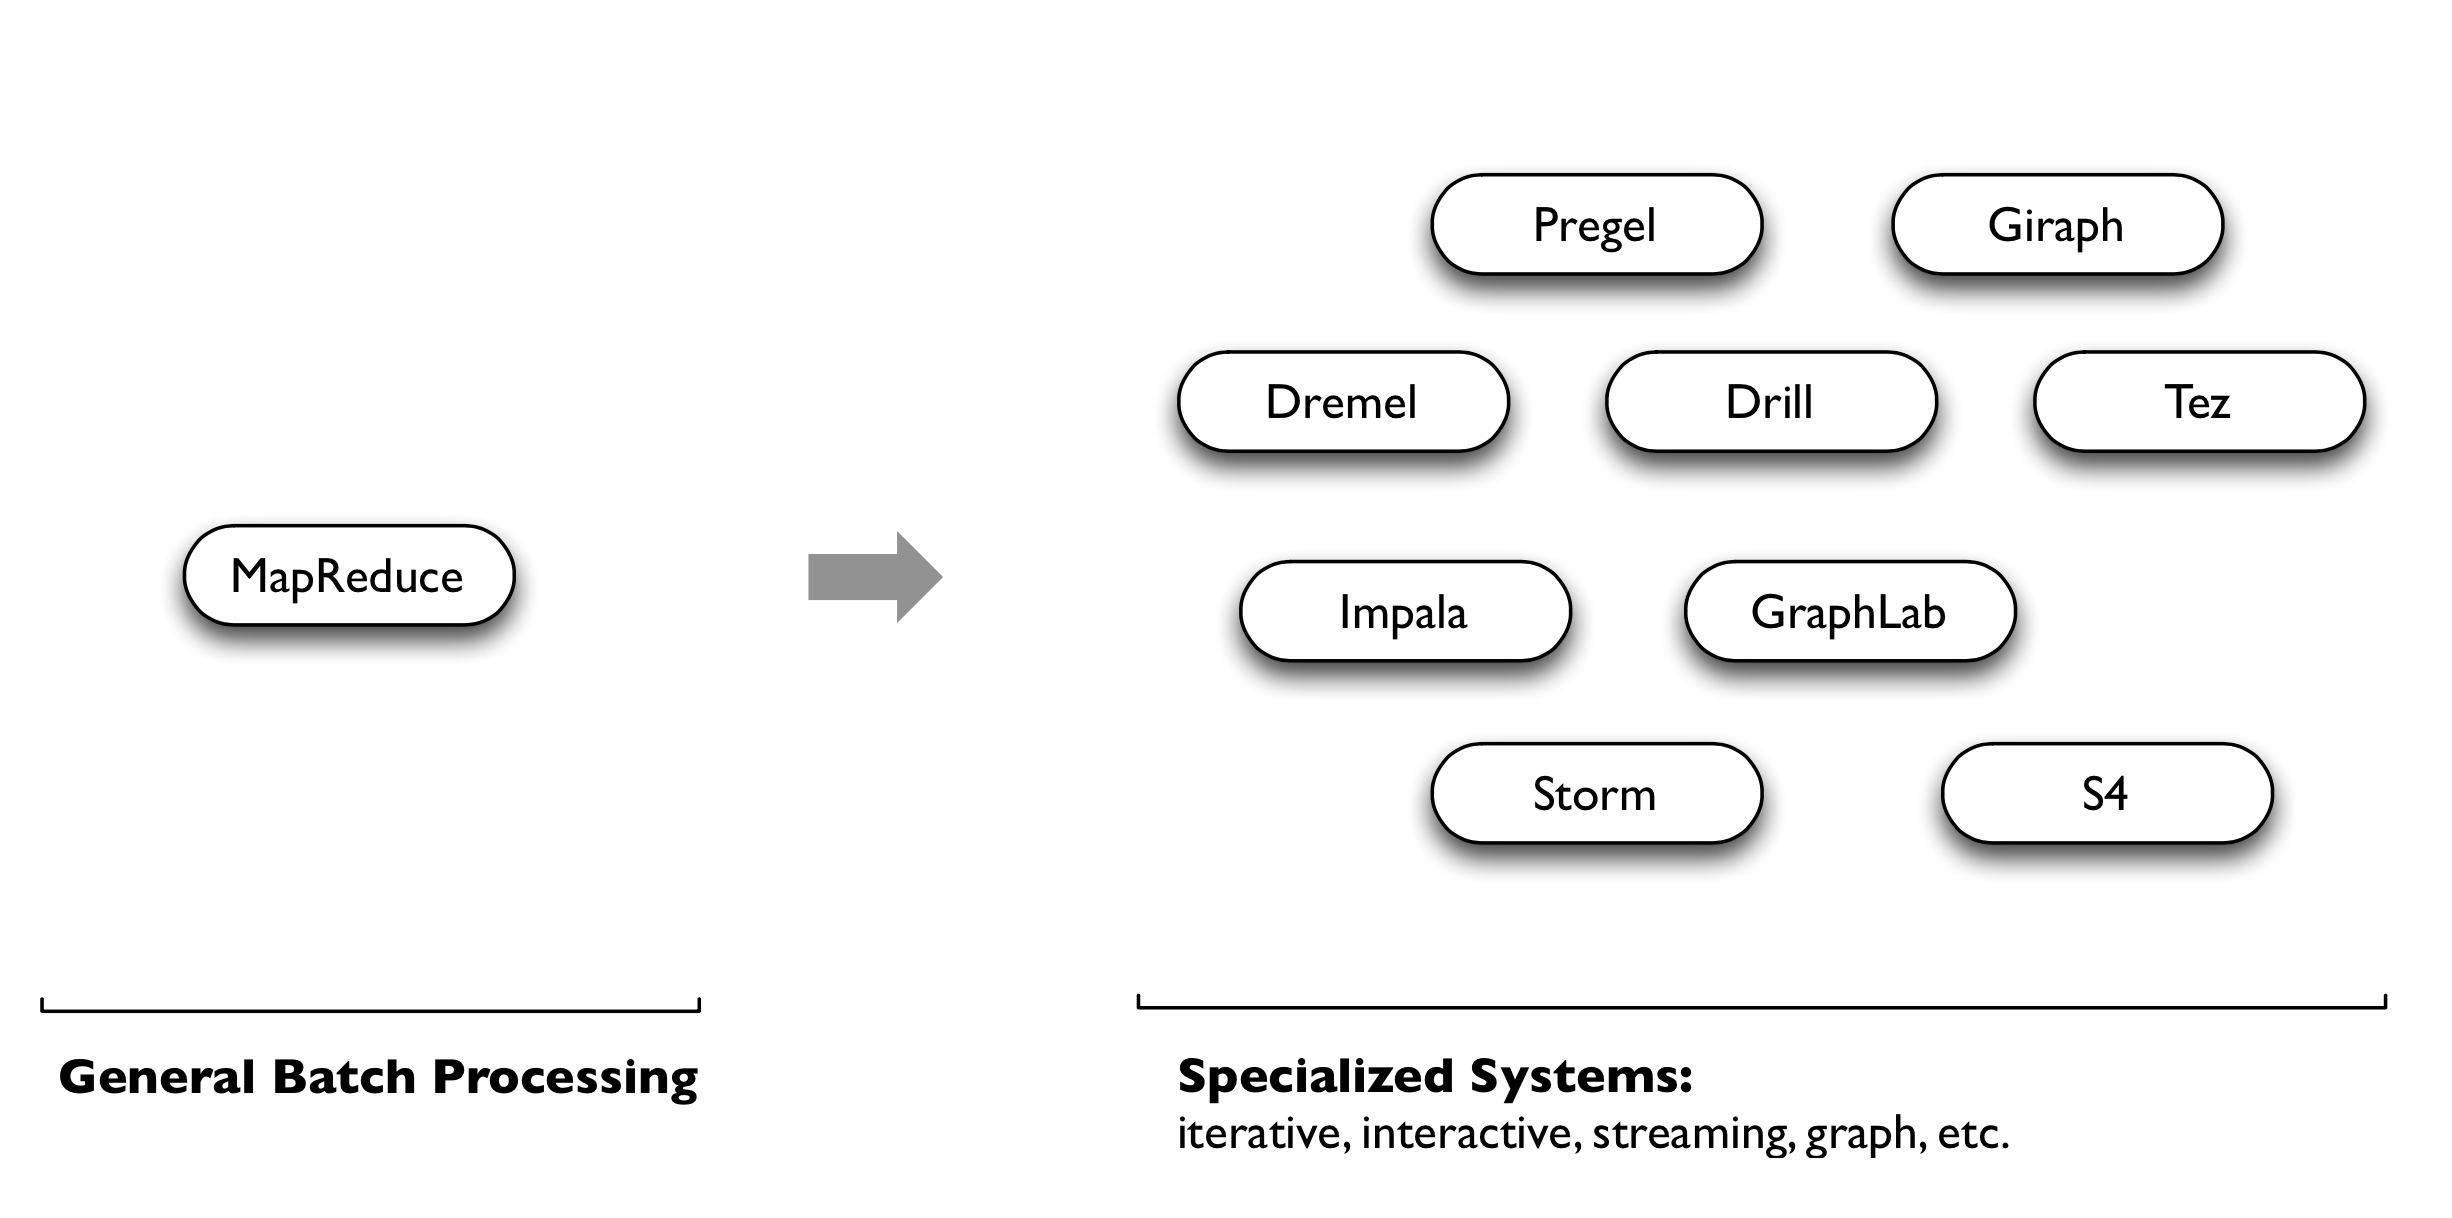 Pregel
Giraph
Dremel
Drill
Tez
MapReduce
Impala
GraphLab
Storm
S4
General Batch Processing
Specialized Systems:
iterative, interactive, streaming, graph, etc.